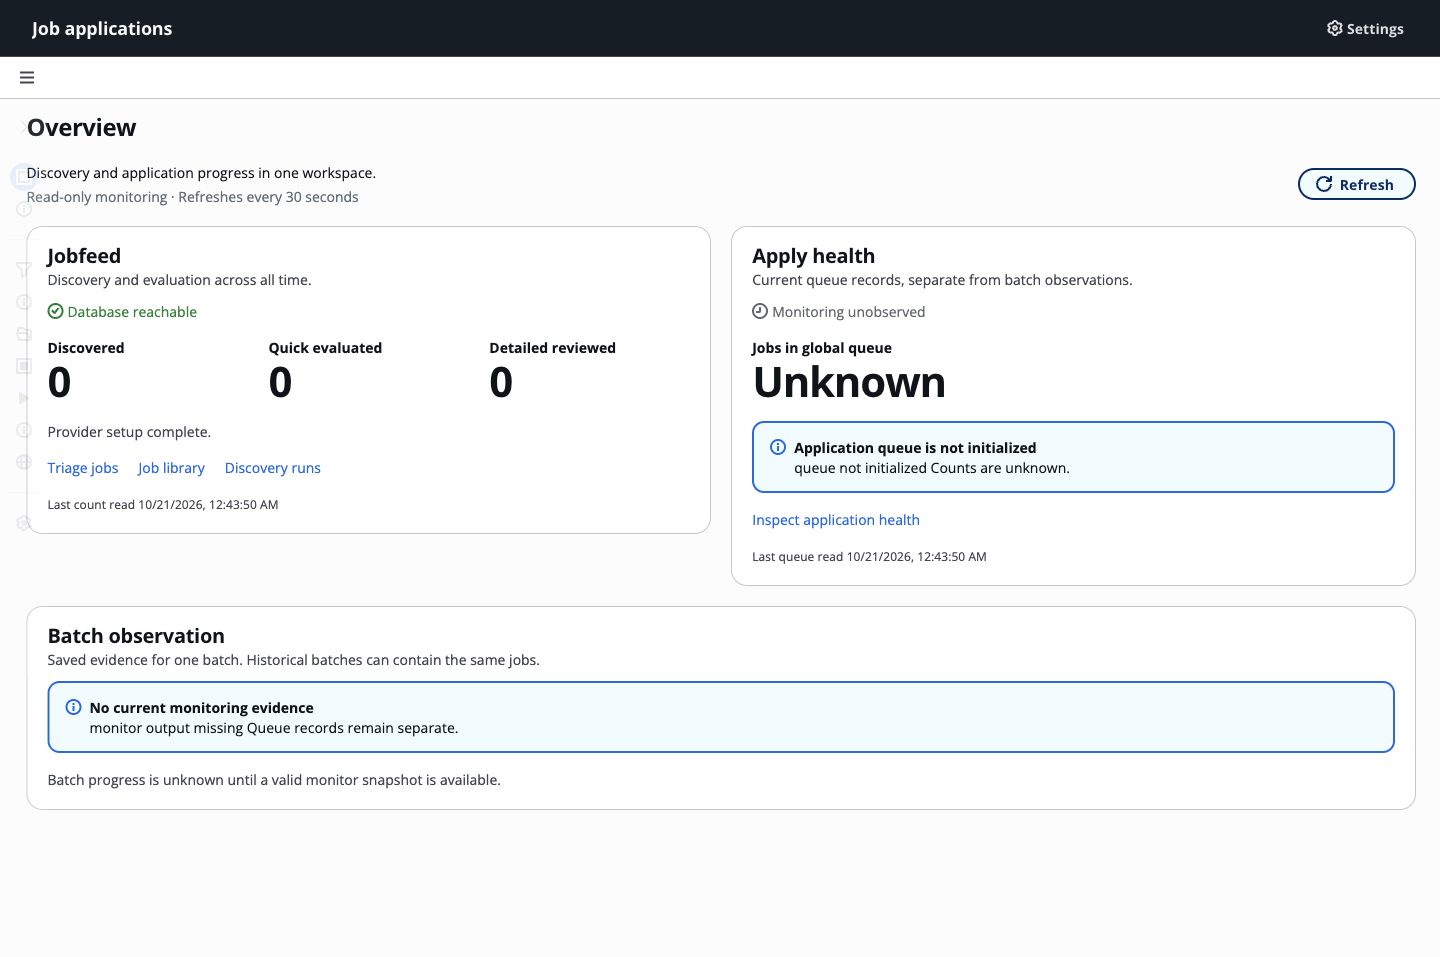 Job applications
Settings
Overview
Discovery and application progress in one workspace.
Read-only monitoring · Refreshes every 30 seconds
Refresh
Jobfeed
Discovery and evaluation across all time.
Database reachable
Discovered
Quick evaluated
Detailed reviewed
0
0
0
Provider setup complete.
Triage jobs
Job library
Discovery runs
Last count read 10/21/2026, 12:43:50 AM
Apply health
Current queue records, separate from batch observations.
Monitoring unobserved
Jobs in global queue
Unknown
Application queue is not initialized
queue not initialized Counts are unknown.
Inspect application health
Last queue read 10/21/2026, 12:43:50 AM
Batch observation
Saved evidence for one batch. Historical batches can contain the same jobs.
No current monitoring evidence
monitor output missing Queue records remain separate.
Batch progress is unknown until a valid monitor snapshot is available.